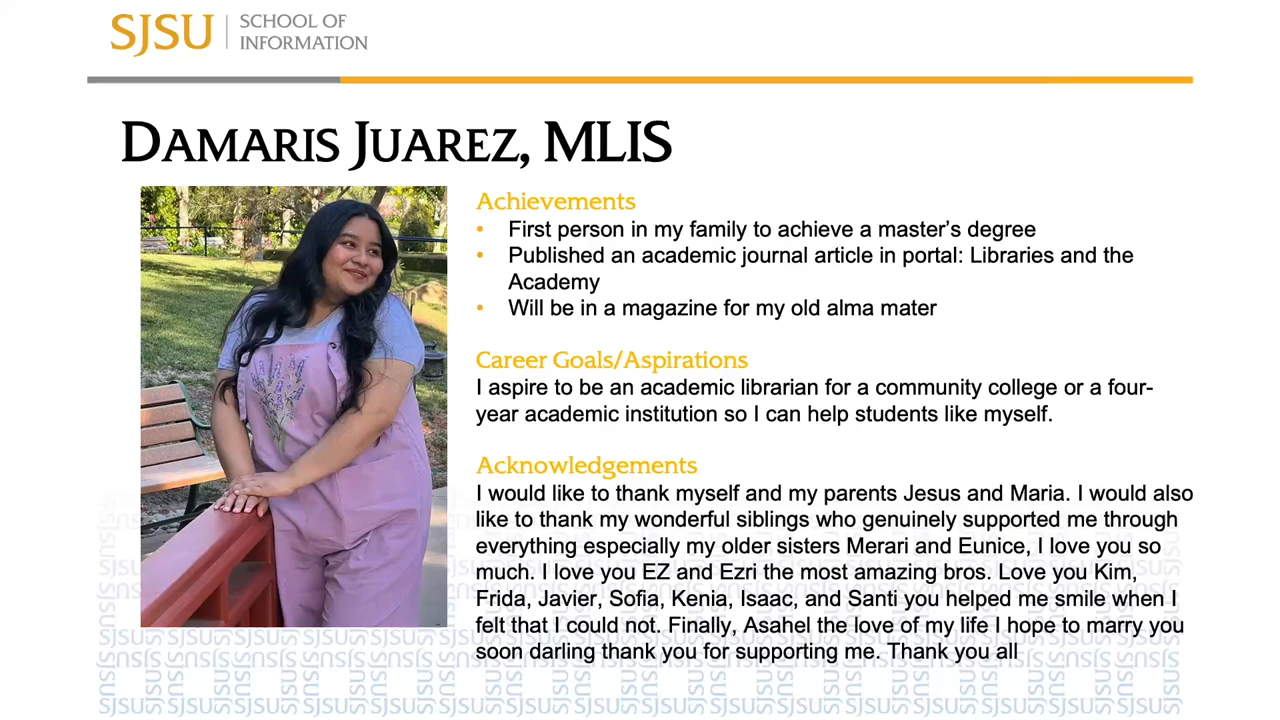 SJSU | SCHOOL OF
INFORMATION
DAMARIS JUAREZ, MLIS
Achievements
• First person in my family to achieve a master's degree
• Published an academic journal article in portal: Libraries and the
Academy
• Will be in a magazine for my old alma mater
Career Goals/Aspirations
I aspire to be an academic librarian for a community college or a four-
year academic institution so I can help students like myself.
Acknowledgements
I would like to thank myself and my parents Jesus and Maria. I would also
like to thank my wonderful siblings who genuinely supported me through
everything especially my older sisters Merari and Eunice, I love you so
much. I love you EZ and Ezri the most amazing bros. Love you Kim,
Frida, Javier, Sofia, Kenia, Isaac, and Santi you helped me smile when I
felt that I could not. Finally, Asahel the love of my life I hope to marry you
soon darling thank you for supporting me. Thank you all